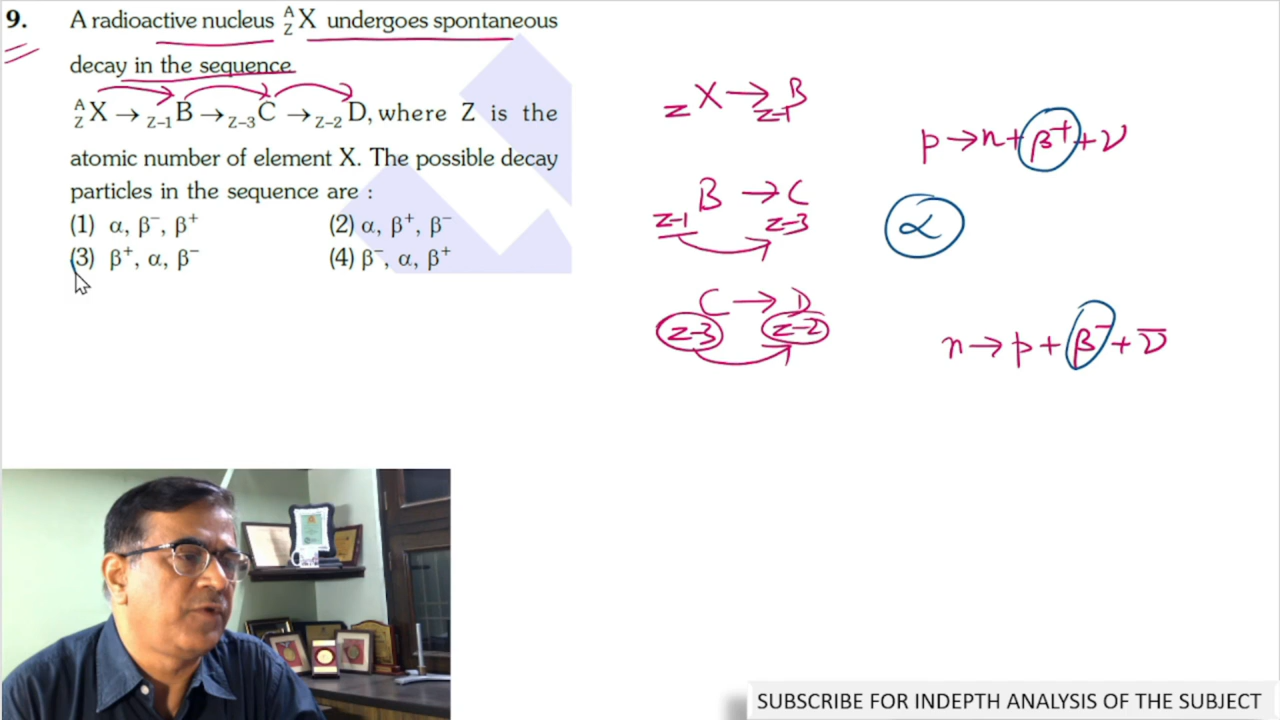 9. A radioactive nucleus ᴬ_Z X undergoes spontaneous
decay in the sequence
ᴬ_Z X → _{Z–1}B → _{Z–3}C → _{Z–2}D, where Z is the
atomic number of element X. The possible decay
particles in the sequence are :
(1) α, β⁻, β⁺ (2) α, β⁺, β⁻
(3) β⁺, α, β⁻ (4) β⁻, α, β⁺
_Z X → _{Z-1} B
p → n + β⁺ + ν
_{Z-1} B → _{Z-3} C
α
C → D
Z-3 Z-2
n → p + β⁻ + ν̅
SUBSCRIBE FOR INDEPTH ANALYSIS OF THE SUBJECT